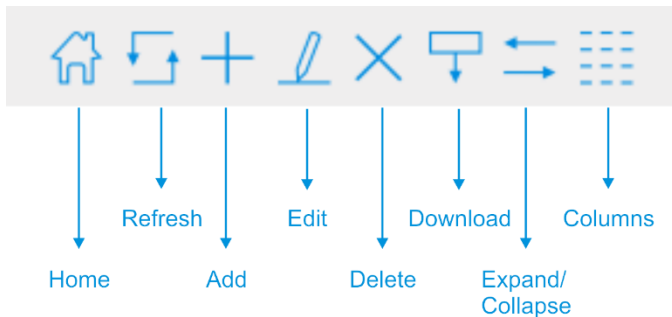 Refresh
Edit
Download
Columns
Home
Add
Delete
Expand/
Collapse